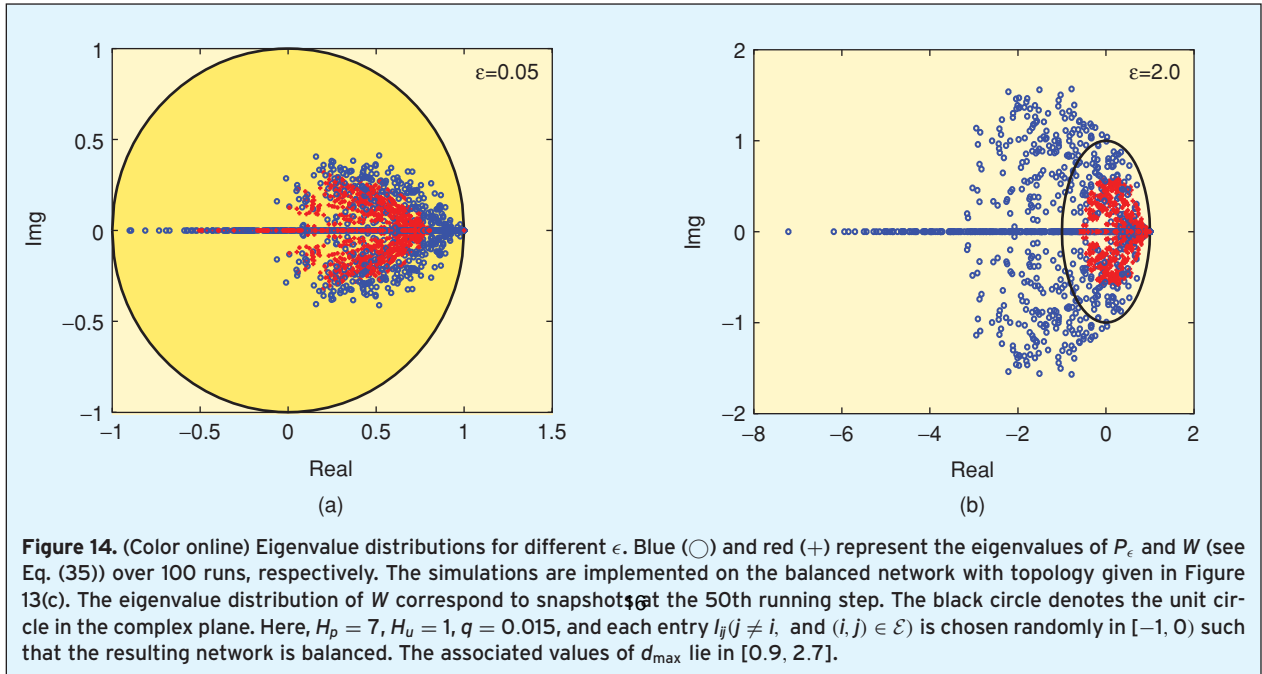 ε=0.05
1
0.5
0
−0.5
−1
Img
−1 −0.5 0 0.5 1 1.5
Real
(a)
ε=2.0
2
1
0
−1
−2
Img
−8 −6 −4 −2 0 2
Real
(b)
Figure 14. (Color online) Eigenvalue distributions for different ϵ. Blue (○) and red (+) represent the eigenvalues of Pϵ and W (see
Eq. (35)) over 100 runs, respectively. The simulations are implemented on the balanced network with topology given in Figure
13(c). The eigenvalue distribution of W correspond to snapshots at the 50th running step. The black circle denotes the unit cir-
cle in the complex plane. Here, Hp = 7, Hu = 1, q = 0.015, and each entry lij(j ≠ i, and (i, j) ∈ ℰ) is chosen randomly in [−1, 0) such
that the resulting network is balanced. The associated values of dmax lie in [0.9, 2.7].
16